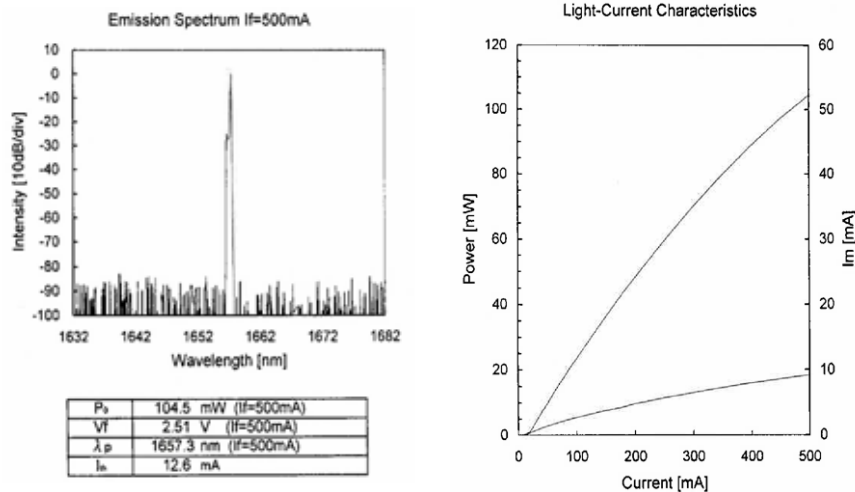 Emission Spectrum If=500mA
10
0
-10
-20
-30
-40
-50
-60
-70
-80
-90
-100
Intensity [10dB/div]
1632 1642 1652 1662 1672 1682
Wavelength [nm]
Po 104.5 mW (If=500mA)
Vf 2.51 V (If=500mA)
λp 1657.3 nm (If=500mA)
Ith 12.6 mA
Light-Current Characteristics
120
100
80
60
40
20
0
Power [mW]
60
50
40
30
20
10
0
Im [mA]
0 100 200 300 400 500
Current [mA]